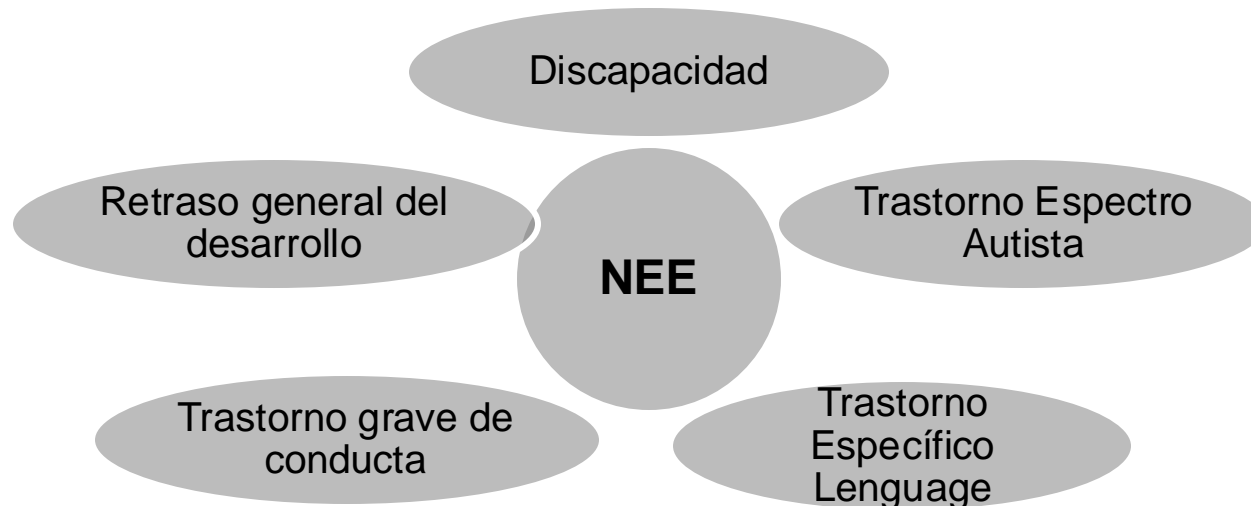 Discapacidad
Retraso general del
desarrollo
Trastorno Espectro
Autista
NEE
Trastorno grave de
conducta
Trastorno
Específico
Lenguage